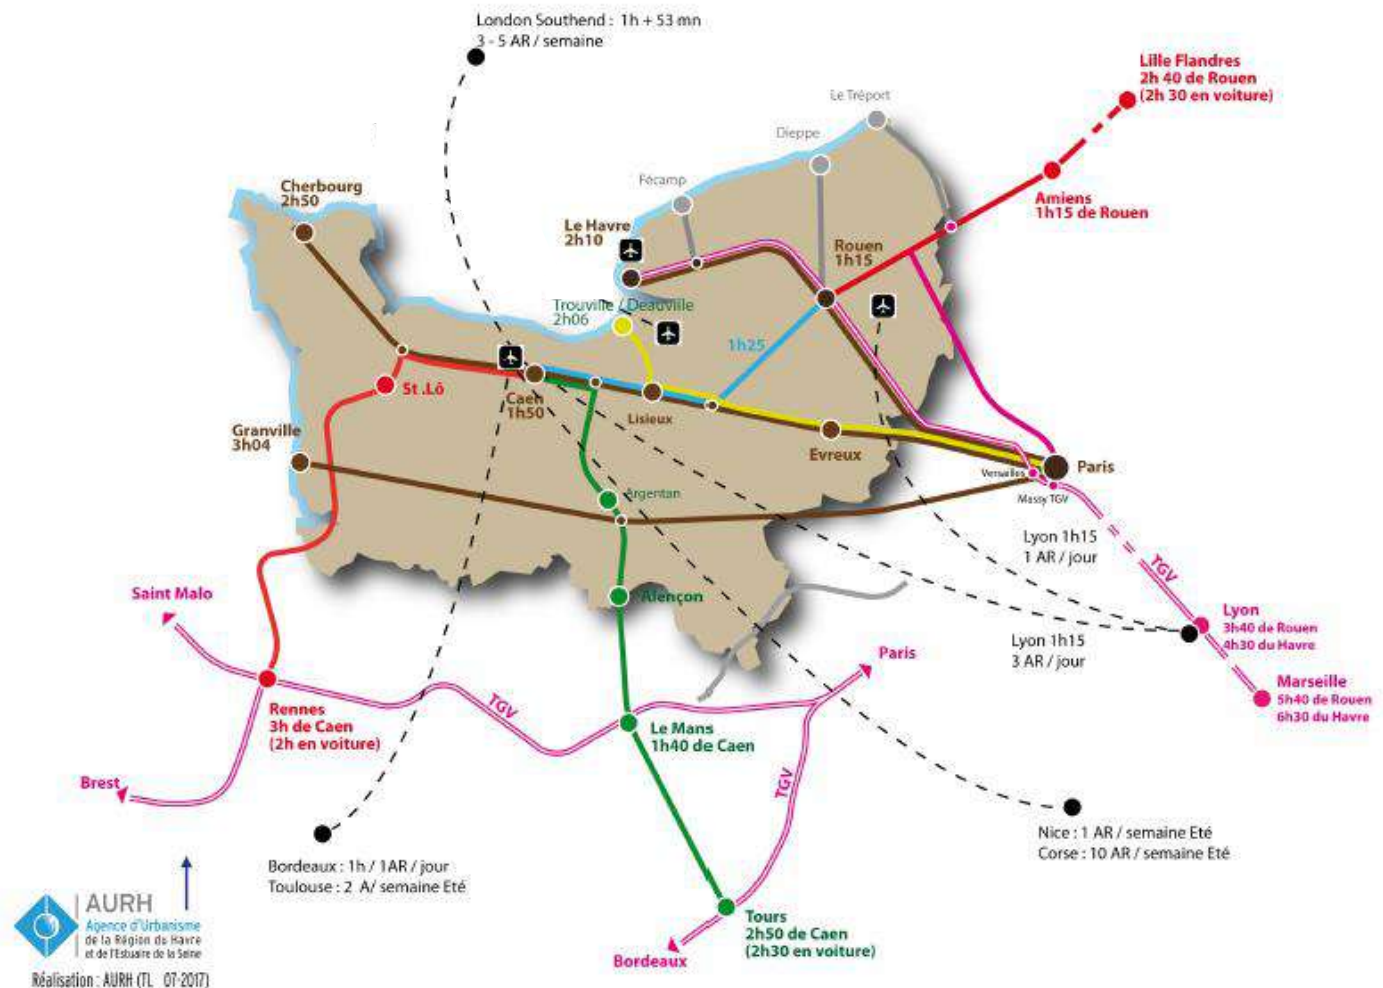 London Southend : 1h + 53 mn
3 - 5 AR / semaine
Lille Flandres
2h 40 de Rouen
(2h 30 en voiture)
Le Tréport
Dieppe
Fécamp
Cherbourg
2h50
Amiens
1h15 de Rouen
Le Havre
2h10
Rouen
1h15
Trouville / Deauville
2h06
1h25
St .Lô
Caen
1h50
Lisieux
Granville
3h04
Evreux
Paris
Versailles
Massy TGV
Argentan
Lyon 1h15
1 AR / jour
TGV
Saint Malo
Alençon
Lyon
3h40 de Rouen
4h30 du Havre
Lyon 1h15
3 AR / jour
Paris
Marseille
5h40 de Rouen
6h30 du Havre
TGV
Rennes
3h de Caen
(2h en voiture)
Le Mans
1h40 de Caen
Brest
TGV
Nice : 1 AR / semaine Eté
Corse : 10 AR / semaine Eté
Bordeaux : 1h / 1AR / jour
Toulouse : 2 A/ semaine Eté
AURH
Agence d'Urbanisme
de la Région du Havre
et de l'Estuaire de la Seine
Tours
2h50 de Caen
(2h30 en voiture)
Bordeaux
Réalisation : AURH (TL 07-2017)